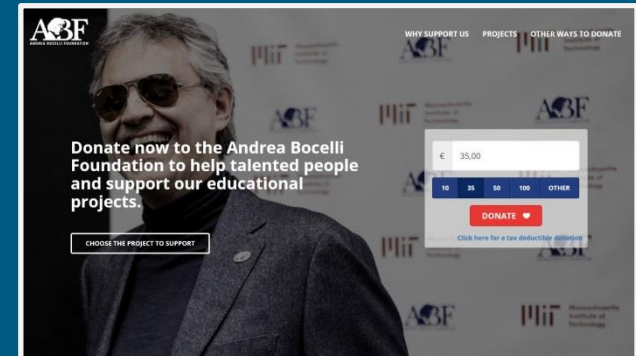 ABF
ANDREA BOCELLI FOUNDATION
WHY SUPPORT US PROJECTS OTHER WAYS TO DONATE
Donate now to the Andrea Bocelli
Foundation to help talented people
and support our educational
projects.
CHOOSE THE PROJECT TO SUPPORT
€ 35,00
10 35 50 100 OTHER
DONATE
Click here for a tax deductible donation
ABF
MIT
Massachusetts
Institute of
Technology